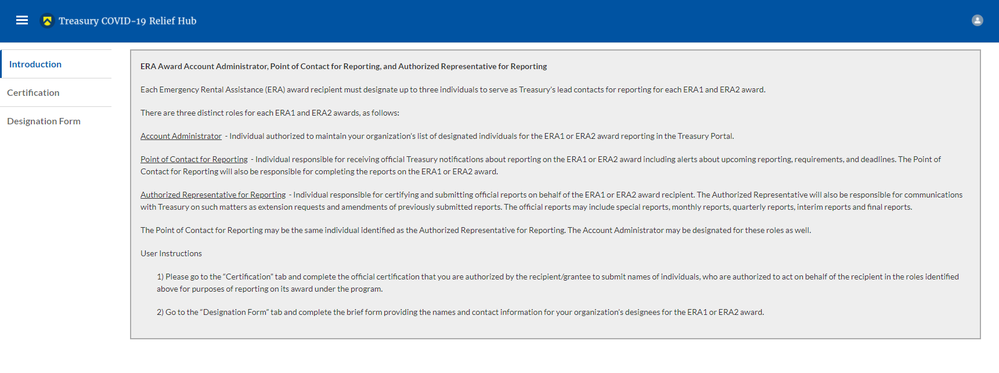 Treasury COVID-19 Relief Hub
Introduction
Certification
Designation Form
ERA Award Account Administrator, Point of Contact for Reporting, and Authorized Representative for Reporting
Each Emergency Rental Assistance (ERA) award recipient must designate up to three individuals to serve as Treasury's lead contacts for reporting for each ERA1 and ERA2 award.
There are three distinct roles for each ERA1 and ERA2 awards, as follows:
Account Administrator - Individual authorized to maintain your organization's list of designated individuals for the ERA1 or ERA2 award reporting in the Treasury Portal.
Point of Contact for Reporting - Individual responsible for receiving official Treasury notifications about reporting on the ERA1 or ERA2 award including alerts about upcoming reporting, requirements, and deadlines. The Point of
Contact for Reporting will also be responsible for completing the reports on the ERA1 or ERA2 award.
Authorized Representative for Reporting - Individual responsible for certifying and submitting official reports on behalf of the ERA1 or ERA2 award recipient. The Authorized Representative will also be responsible for communications
with Treasury on such matters as extension requests and amendments of previously submitted reports. The official reports may include special reports, monthly reports, quarterly reports, interim reports and final reports.
The Point of Contact for Reporting may be the same individual identified as the Authorized Representative for Reporting. The Account Administrator may be designated for these roles as well.
User Instructions
1) Please go to the “Certification” tab and complete the official certification that you are authorized by the recipient/grantee to submit names of individuals, who are authorized to act on behalf of the recipient in the roles identified
above for purposes of reporting on its award under the program.
2) Go to the “Designation Form” tab and complete the brief form providing the names and contact information for your organization's designees for the ERA1 or ERA2 award.